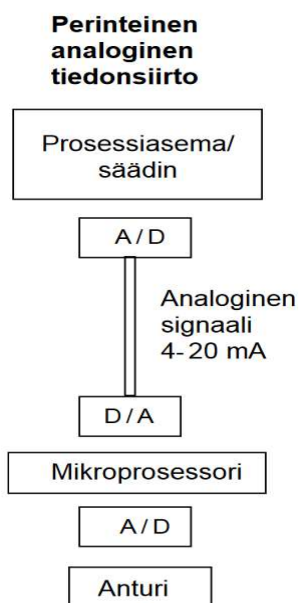 Perinteinen
analoginen
tiedonsiirto
Prosessiasema/
säädin
A/D
Analoginen
signaali
4-20 mA
D/A
Mikroprosessori
A/D
Anturi